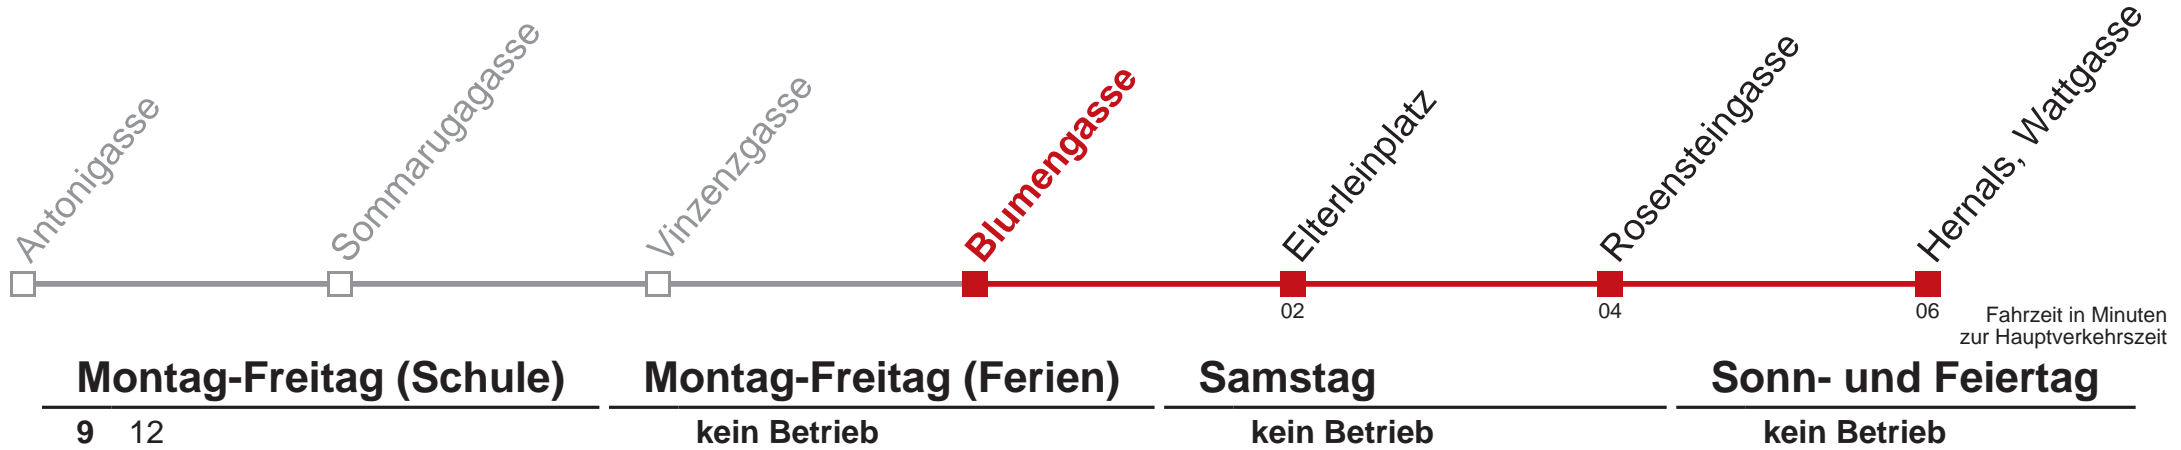 Antonigasse
Sommarugagasse
Vinzenzgasse
Blumengasse
Elterleinplatz
Rosensteingasse
Hernals, Wattgasse
02
04
06
Fahrzeit in Minuten
zur Hauptverkehrszeit
Montag-Freitag (Schule)
Montag-Freitag (Ferien)
Samstag
Sonn- und Feiertag
9 12
kein Betrieb
kein Betrieb
kein Betrieb